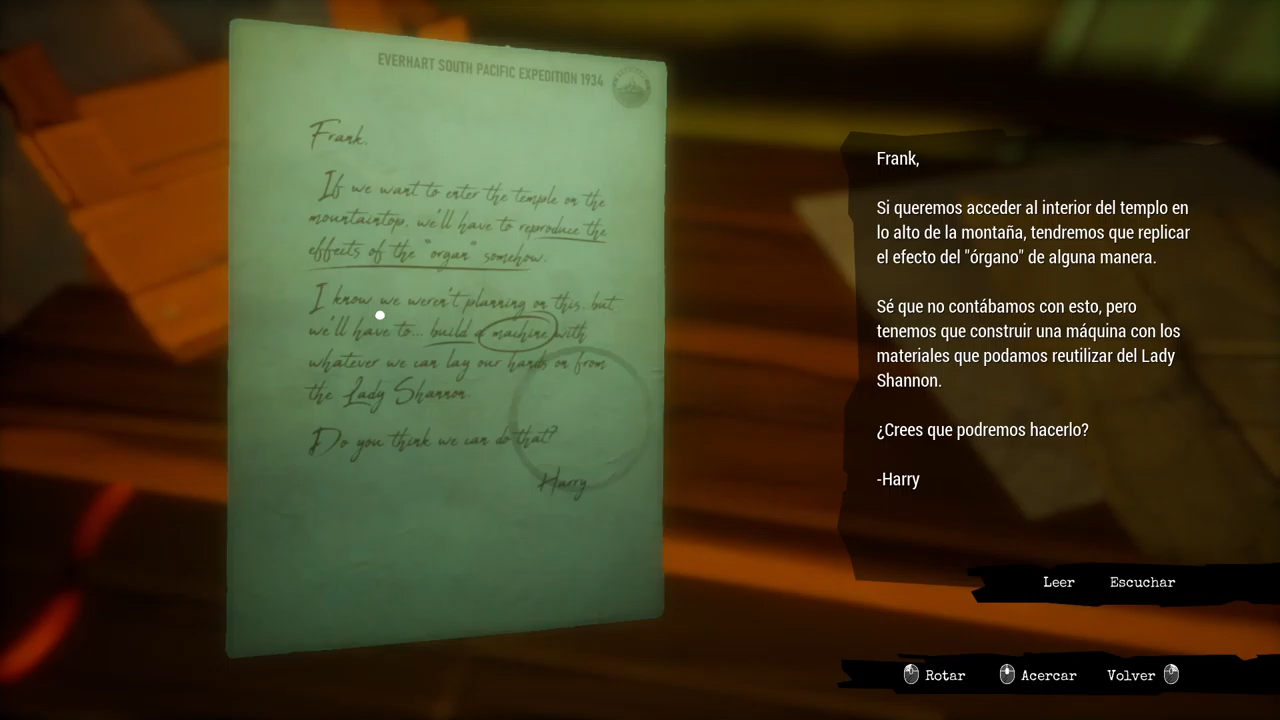 EVERHART SOUTH PACIFIC EXPEDITION 1934
Frank,
If we want to enter the temple on the
mountaintop, we'll have to reproduce the
effects of the "organ" somehow.
I know we weren't planning on this, but
we'll have to... build a machine with
whatever we can lay our hands on from
the Lady Shannon.
Do you think we can do that?
Harry
Frank,
Si queremos acceder al interior del templo en
lo alto de la montaña, tendremos que replicar
el efecto del "órgano" de alguna manera.
Sé que no contábamos con esto, pero
tenemos que construir una máquina con los
materiales que podamos reutilizar del Lady
Shannon.
¿Crees que podremos hacerlo?
-Harry
Leer Escuchar
Rotar Acercar Volver